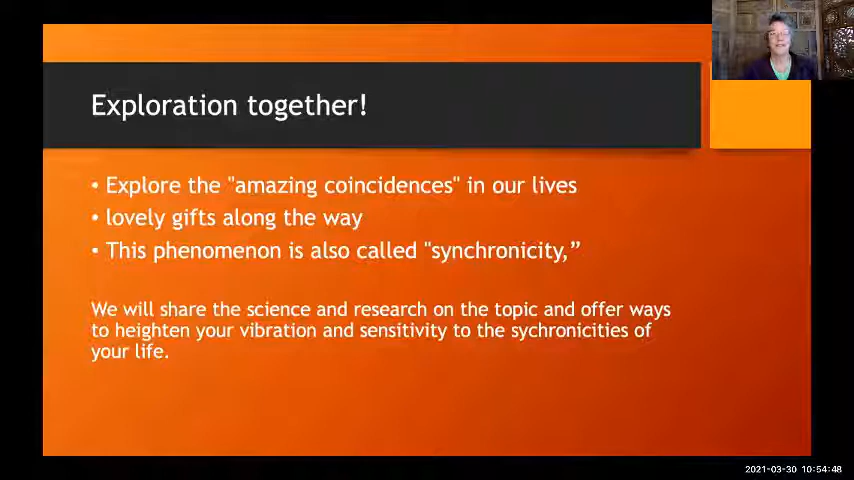 Exploration together!
• Explore the "amazing coincidences" in our lives
• lovely gifts along the way
• This phenomenon is also called "synchronicity,”
We will share the science and research on the topic and offer ways
to heighten your vibration and sensitivity to the sychronicities of
your life.
2021-03-30 10:54:48